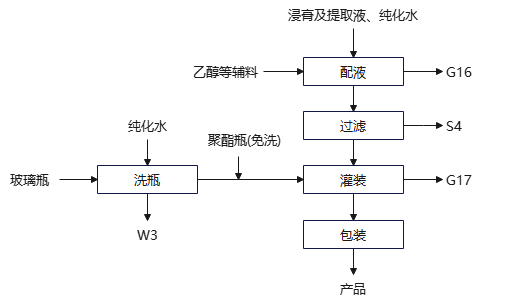 浸膏及提取液、纯化水
乙醇等辅料
配液
G16
过滤
S4
纯化水
聚酯瓶(免洗)
玻璃瓶
洗瓶
灌装
G17
W3
包装
产品